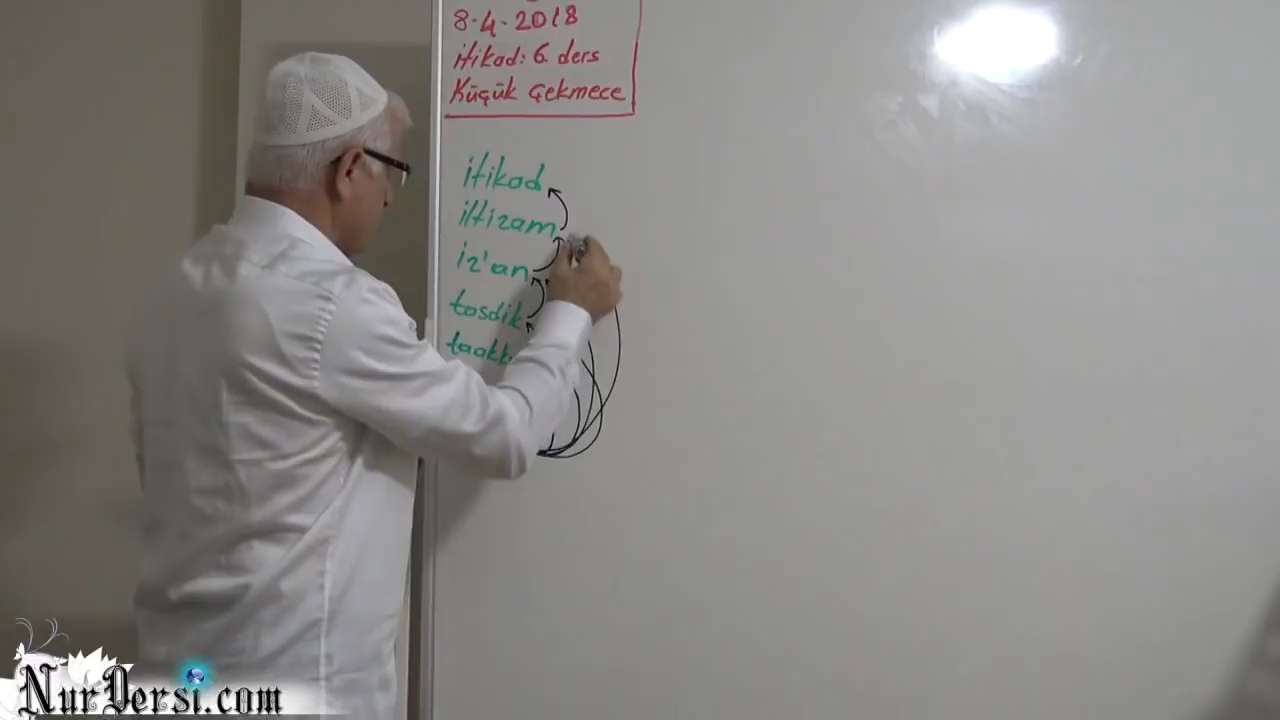 8-4-2018
itikad: 6. ders
Küçük Çekmece
itikad
iltizam
iz'an
tasdik
NurDersi.com